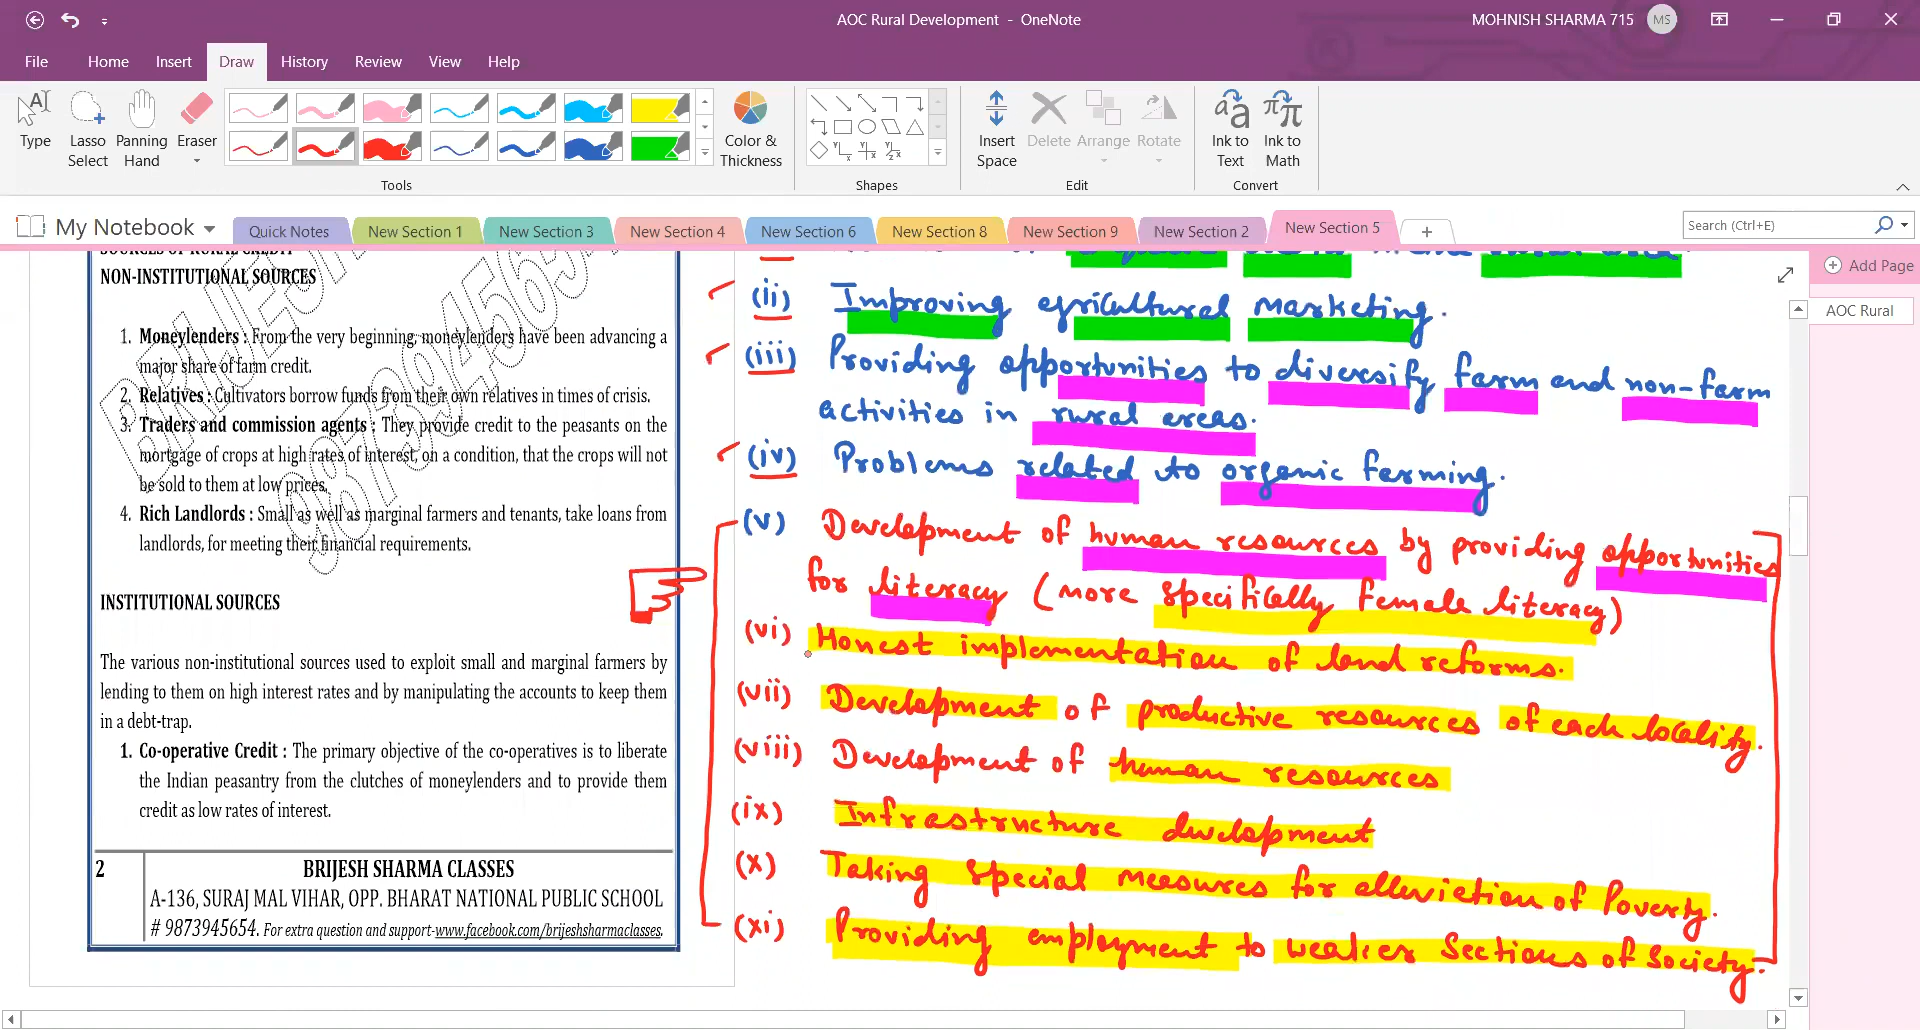 AOC Rural Development - OneNote
MOHNISH SHARMA 715
MS
File
Home
Insert
Draw
History
Review
View
Help
Type
Lasso Select
Panning Hand
Eraser
Color & Thickness
Insert Space
Delete
Arrange
Rotate
Ink to Text
Ink to Math
Tools
Shapes
Edit
Convert
My Notebook
Quick Notes
New Section 1
New Section 3
New Section 4
New Section 6
New Section 8
New Section 9
New Section 2
New Section 5
Search (Ctrl+E)
Add Page
AOC Rural
SOURCES OF RURAL CREDIT
NON-INSTITUTIONAL SOURCES
1. Moneylenders : From the very beginning, moneylenders have been advancing a
major share of farm credit.
2. Relatives : Cultivators borrow funds from their own relatives in times of crisis.
3. Traders and commission agents : They provide credit to the peasants on the
mortgage of crops at high rates of interest, on a condition, that the crops will not
be sold to them at low prices.
4. Rich Landlords : Small as well as marginal farmers and tenants, take loans from
landlords, for meeting their financial requirements.
INSTITUTIONAL SOURCES
The various non-institutional sources used to exploit small and marginal farmers by
lending to them on high interest rates and by manipulating the accounts to keep them
in a debt-trap.
1. Co-operative Credit : The primary objective of the co-operatives is to liberate
the Indian peasantry from the clutches of moneylenders and to provide them
credit as low rates of interest.
2
BRIJESH SHARMA CLASSES
A-136, SURAJ MAL VIHAR, OPP. BHARAT NATIONAL PUBLIC SCHOOL
# 9873945654. For extra question and support-www.facebook.com/brijeshsharmaclasses.
(ii) Improving agricultural marketing.
(iii) Providing opportunities to diversify farm and non-farm
activities in rural areas.
(iv) Problems related to organic farming.
(v) Development of human resources by providing opportunities
for literacy (more specifically female literacy)
(vi) Honest implementation of land reforms.
(vii) Development of productive resources of each locality.
(viii) Development of human resources
(ix) Infrastructure development
(x) Taking special measures for alleviction of Poverty.
(xi) Providing employment to weaker Sections of Society.